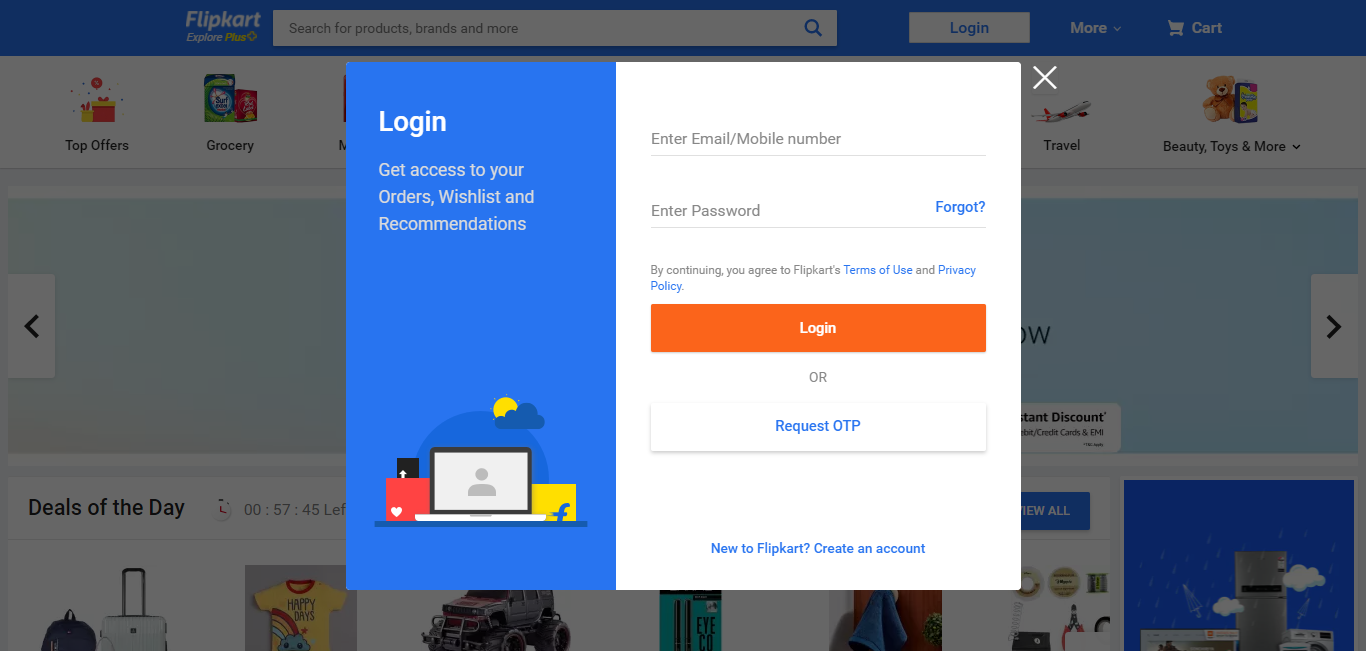 Flipkart
Explore Plus
Search for products, brands and more
Login
More
Cart
Top Offers
Grocery
Travel
Beauty, Toys & More
Login
Get access to your
Orders, Wishlist and
Recommendations
Enter Email/Mobile number
Enter Password
Forgot?
By continuing, you agree to Flipkart's Terms of Use and Privacy
Policy.
Login
OR
Request OTP
New to Flipkart? Create an account
stant Discount*
ebit/Credit Cards & EMI
Deals of the Day
00 : 57 : 45 Lef
VIEW ALL
HAPPY
DAYS
EYE
CO